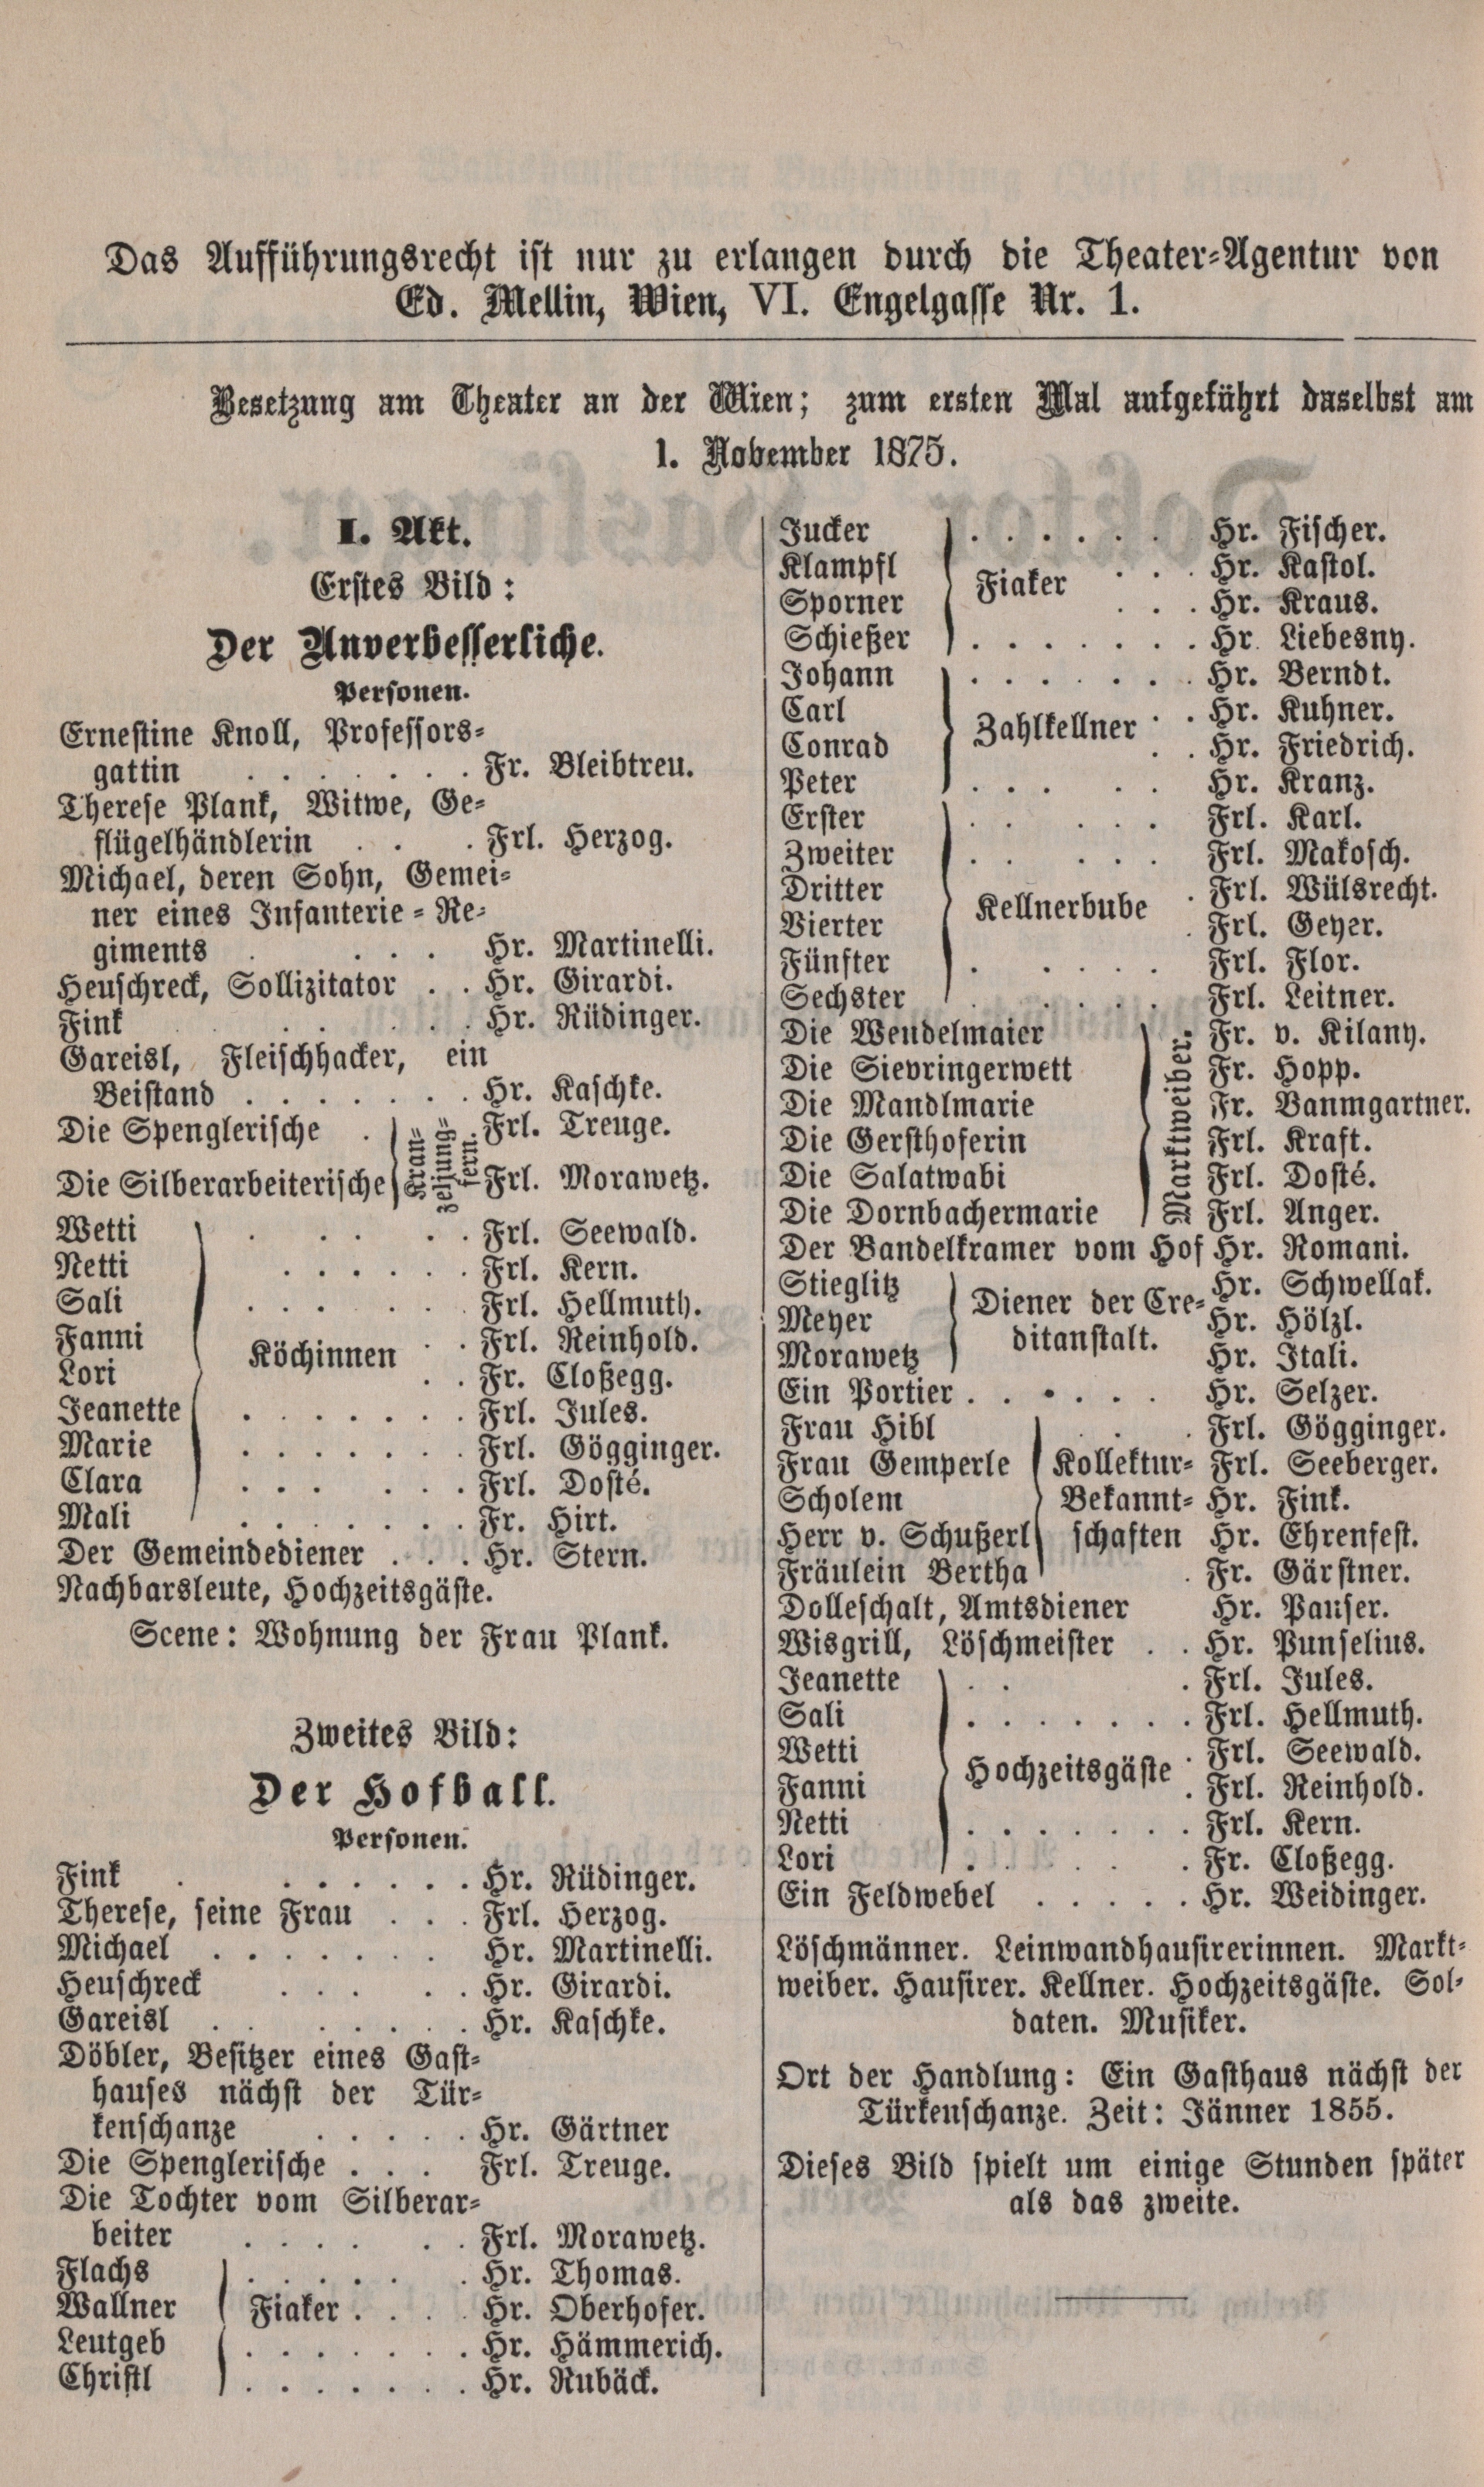 Das Aufführungsrecht ist nur zu erlangen durch die Theater-Agentur von
Ed. Mellin, Wien, VI. Engelgasse Nr. 1.
Besetzung am Theater an der Wien; zum ersten Mal aufgeführt daselbst am
1. November 1875.
I. Akt.
Erstes Bild:
Der Unverbesserliche.
Personen.
Ernestine Knoll, Professors-
gattin . . . . . . . Fr. Bleibtreu.
Therese Plank, Witwe, Ge-
flügelhändlerin . . . Frl. Herzog.
Michael, deren Sohn, Gemei-
ner eines Infanterie-Re-
giments . . . . Hr. Martinelli.
Heuschreck, Sollizitator . . Hr. Girardi.
Fink . . . . . . Hr. Rüdinger.
Gareisl, Fleischhacker, ein
Beistand . . . . . . . Hr. Kaschke.
Die Spenglerische . Kran- Frl. Treuge.
zeljung-
Die Silberarbeiterische fern. Frl. Morawetz.
Wetti . . . . . Frl. Seewald.
Netti . . . . . . Frl. Kern.
Sali . . . . . . Frl. Hellmuth.
Fanni . . Frl. Reinhold.
Köchinnen
Lori . . Fr. Cloßegg.
Jeanette . . . . . . . Frl. Jules.
Marie . . . . . . . Frl. Gögginger.
Clara . . . . . . Frl. Dosté.
Mali . . . . . . . Fr. Hirt.
Der Gemeindediener . . . Hr. Stern.
Nachbarsleute, Hochzeitsgäste.
Scene: Wohnung der Frau Plank.
Zweites Bild:
Der Hofball.
Personen.
Fink . . . . . . . Hr. Rüdinger.
Therese, seine Frau . . . Frl. Herzog.
Michael . . . . . . . Hr. Martinelli.
Heuschreck . . . . . Hr. Girardi.
Gareisl . . . . . . . Hr. Kaschke.
Döbler, Besitzer eines Gast-
hauses nächst der Tür-
kenschanze . . . . . Hr. Gärtner
Die Spenglerische . . . Frl. Treuge.
Die Tochter vom Silberar-
beiter . . . . . . Frl. Morawetz.
Flachs . . . . . . Hr. Thomas.
Wallner Fiaker . . . . Hr. Oberhofer.
Leutgeb . . . . . . . Hr. Hämmerich.
Christl . . . . . . . Hr. Rubäck.
Jucker . . . . . . Hr. Fischer.
Klampfl . . . Hr. Kastol.
Fiaker
Sporner . . . Hr. Kraus.
Schießer . . . . . . . Hr. Liebesny.
Johann . . . . . . . Hr. Berndt.
Carl . . Hr. Kuhner.
Zahlkellner
Conrad . . Hr. Friedrich.
Peter . . . . . Hr. Kranz.
Erster . . . . . Frl. Karl.
Zweiter . . . . . Frl. Makosch.
Dritter . Frl. Wülsrecht.
Kellnerbube
Vierter . Frl. Geyer.
Fünfter . . . . . Frl. Flor.
Sechster . . . . . Frl. Leitner.
Die Wendelmaier Fr. v. Kilany.
Die Sievringerwett Fr. Hopp.
Die Mandlmarie Fr. Banmgartner.
Marktweiber.
Die Gersthoferin Frl. Kraft.
Die Salatwabi Frl. Dosté.
Die Dornbachermarie Frl. Anger.
Der Bandelkramer vom Hof Hr. Romani.
Stieglitz Diener der Cre- Hr. Schwellak.
Meyer ditanstalt. Hr. Hölzl.
Morawetz Hr. Itali.
Ein Portier . . . . . . Hr. Selzer.
Frau Hibl . . . Frl. Gögginger.
Frau Gemperle Kollektur- Frl. Seeberger.
Scholem Bekannt- Hr. Fink.
Herr v. Schußerl schaften Hr. Ehrenfest.
Fräulein Bertha . Fr. Gärstner.
Dolleschalt, Amtsdiener Hr. Pauser.
Wisgrill, Löschmeister . . Hr. Punselius.
Jeanette . . . Frl. Jules.
Sali . . . . . . . Frl. Hellmuth.
Wetti . Frl. Seewald.
Hochzeitsgäste
Fanni . Frl. Reinhold.
Netti . . . . . . . Frl. Kern.
Lori . . . . . Fr. Cloßegg.
Ein Feldwebel . . . . . Hr. Weidinger.
Löschmänner. Leinwandhausirerinnen. Markt-
weiber. Hausirer. Kellner. Hochzeitsgäste. Sol-
daten. Musiker.
Ort der Handlung: Ein Gasthaus nächst der
Türkenschanze. Zeit: Jänner 1855.
Dieses Bild spielt um einige Stunden später
als das zweite.